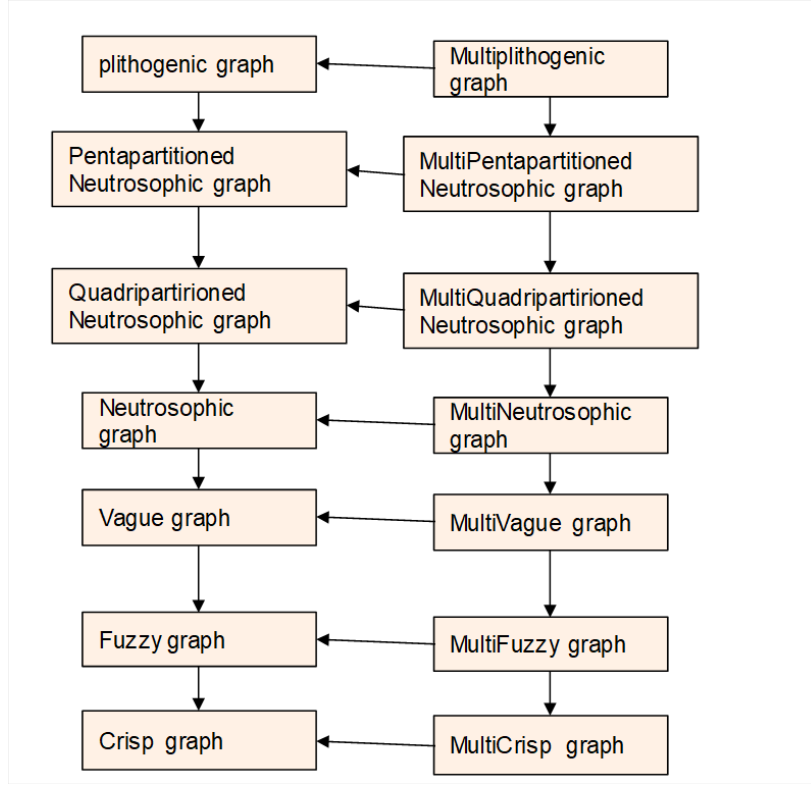 plithogenic graph
Multiplithogenic
graph
Pentapartitioned
Neutrosophic graph
MultiPentapartitioned
Neutrosophic graph
Quadripartirioned
Neutrosophic graph
MultiQuadripartirioned
Neutrosophic graph
Neutrosophic
graph
MultiNeutrosophic
graph
Vague graph
MultiVague graph
Fuzzy graph
MultiFuzzy graph
Crisp graph
MultiCrisp graph